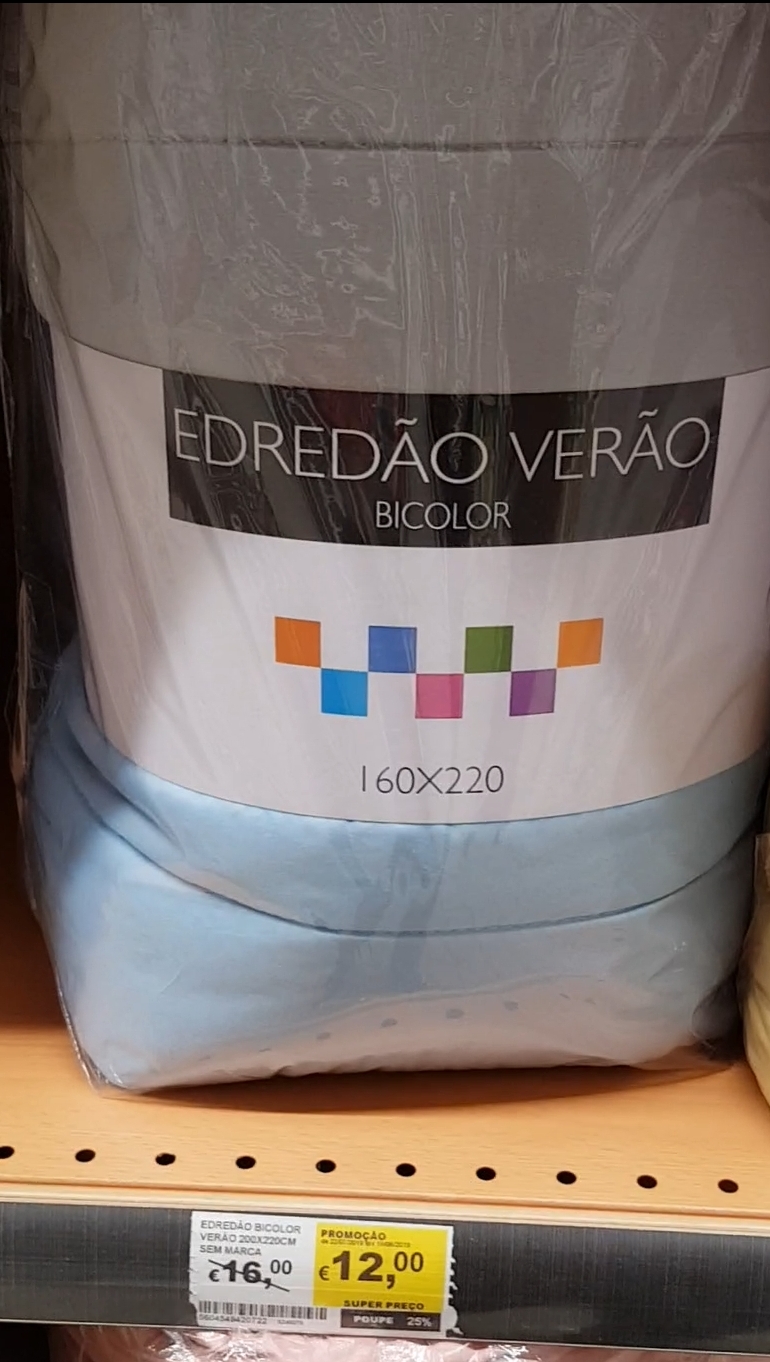 EDREDÃO VERÃO
BICOLOR
160X220
EDREDÃO BICOLOR
VERÃO 200X220CM
SEM MARCA
€16,00
PROMOÇÃO
€12,00
SUPER PREÇO
POUPE 25%